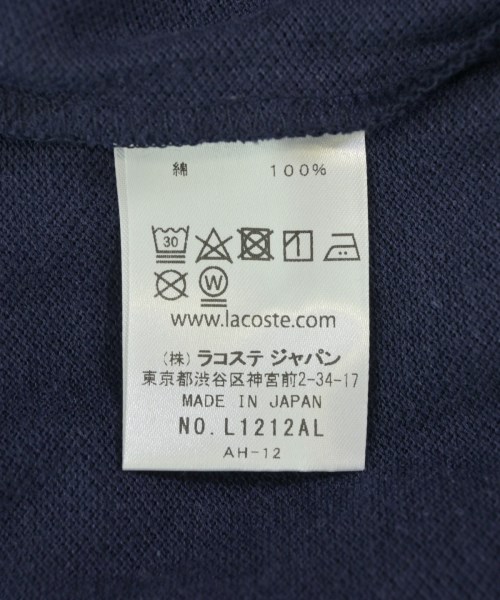 綿 100%
30
W
www.lacoste.com
(株) ラコステ ジャパン
東京都渋谷区神宮前2-34-17
MADE IN JAPAN
NO. L1212AL
AH-12